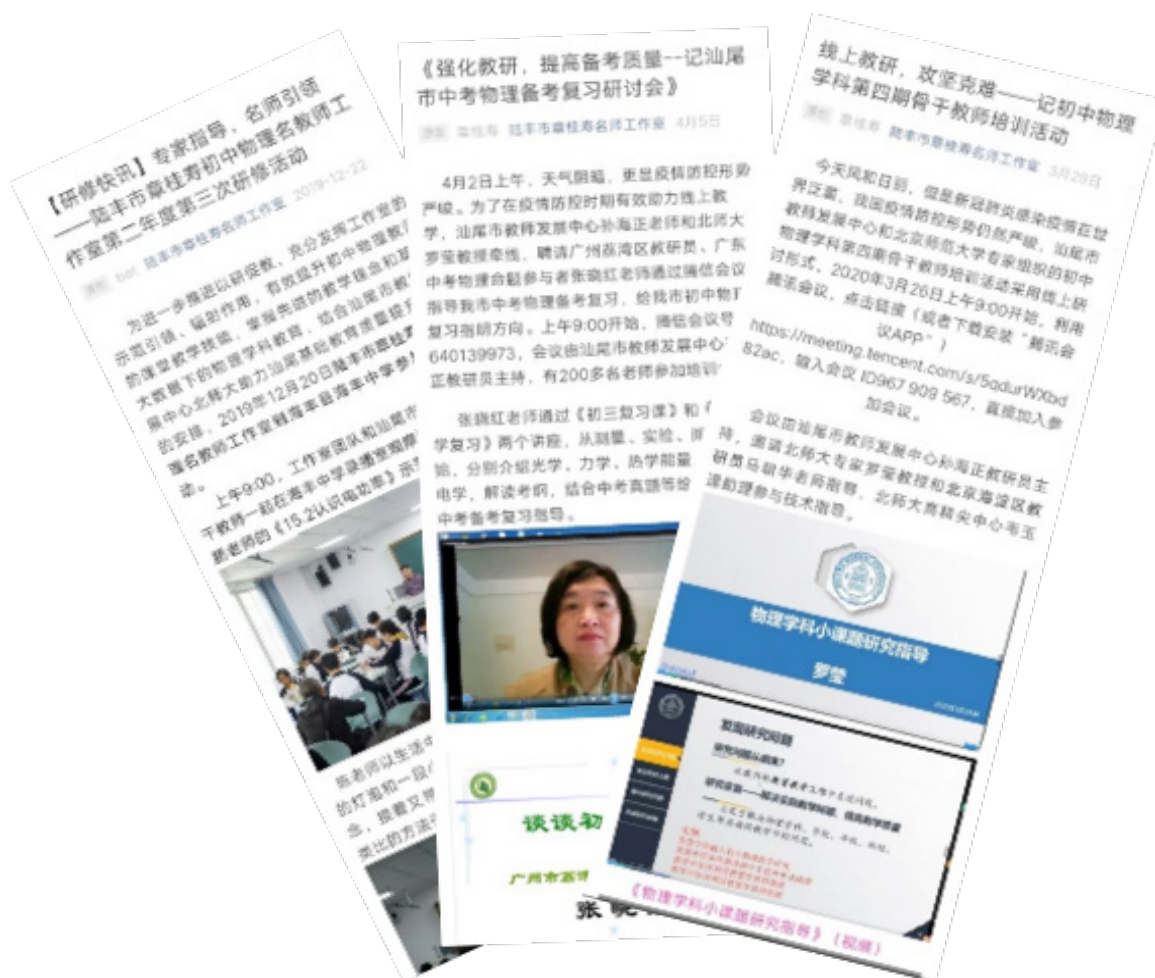 【研修快讯】专家指导，名师引领
——陆丰市章桂寿初中物理名教师工
作室第二年度第三次研修活动
bet 陆丰市章桂寿名师工作室 2019-12-22
为进一步推进以研促教，充分发挥工作室的
示范引领、辐射作用，有效提升初中物理教
的课堂教学技能，掌握先进的教学理念和
大数据下的物理学科教育，结合汕尾市教
展中心北师大助力汕尾基础教育质量提升
的安排，2019年12月20日陆丰市章桂寿
理名教师工作室到海丰县海丰中学参
动。
上午9:00，工作室团队和汕尾市
干教师一起在海丰中学录播室观摩
老师的《15.2认识电功率》示
陈老师以生活中
的灯泡和一段
念，接着又
类比的方法
《强化教研，提高备考质量--记汕尾
市中考物理备考复习研讨会》
原创 章桂寿 陆丰市章桂寿名师工作室 4月5日
4月2日上午，天气阴暗，更显疫情防控形势
严峻。为了在疫情防控时期有效助力线上教
学，汕尾市教师发展中心孙海正老师和北师大
罗莹教授牵线，聘请广州荔湾区教研员、广东
中考物理命题参与者张晓红老师通过腾信会议
指导我市中考物理备考复习，给我市初中物
复习指明方向。上午9:00开始，腾信会议号
640139973，会议由汕尾市教师发展中心
正教研员主持，有200多名老师参加培训
张晓红老师通过《初三复习课》和《
学复习》两个讲座，从测量、实验、
始，分别介绍光学、力学、热学能量
电学，解读考纲，结合中考真题等给
中考备考复习指导。
谈谈初
广州市荔
张晓
线上教研，攻坚克难——记初中物理
学科第四期骨干教师培训活动
原创 章桂寿 陆丰市章桂寿名师工作室 3月29日
今天风和日丽，但是新冠肺炎感染疫情在世
界泛滥，我国疫情防控形势仍然严峻，汕尾市
教师发展中心和北京师范大学专家组织的初中
物理学科第四期骨干教师培训活动采用线上研
讨形式，2020年3月26日上午9:00开始，利用
腾迅会议，点击链接（或者下载安装“腾讯会
议APP”）
https://meeting.tencent.com/s/5qdurWXbd
82ac，输入会议 ID967 909 567，直接加入参
加会议。
会议由汕尾市教师发展中心孙海正教研员主
持，邀请北师大专家罗莹教授和北京海淀区教
研员马朝华老师指导，北师大高精尖中心韦玉
课助理参与技术指导。
物理学科小课题研究指导
罗莹
发现研究问题
研究问题从何来？
《物理学科小课题研究指导》（视频）